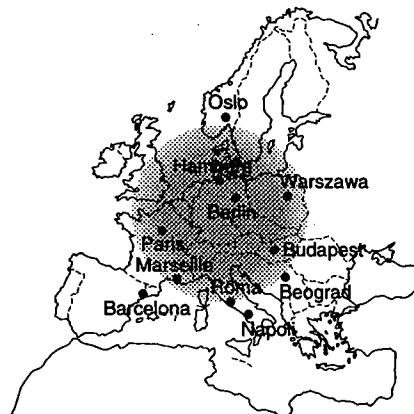 Oslo
Hamburg
Warszawa
Berlin
Paris
Budapest
Marseille
Roma
Beograd
Barcelona
Napoli